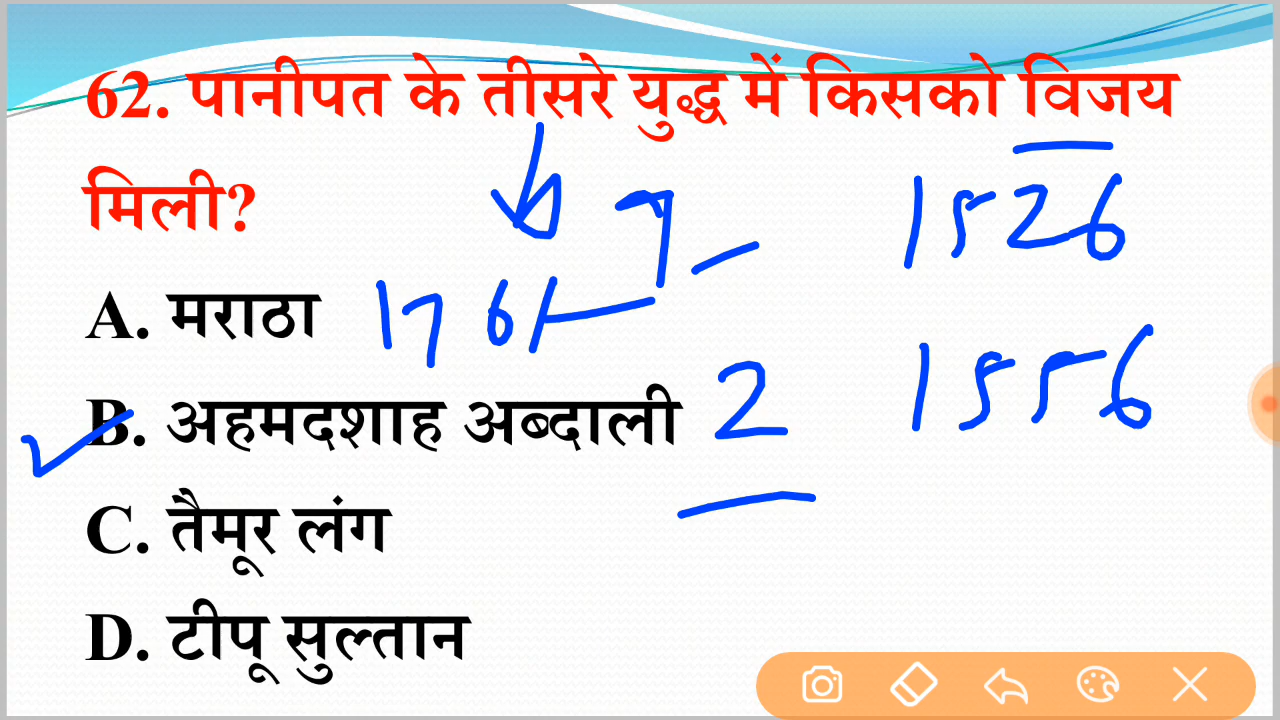 62. पानीपत के तीसरे युद्ध में किसको विजय
मिली?
1526
A. मराठा 1761
1556
B. अहमदशाह अब्दाली 2
C. तैमूर लंग
D. टीपू सुल्तान